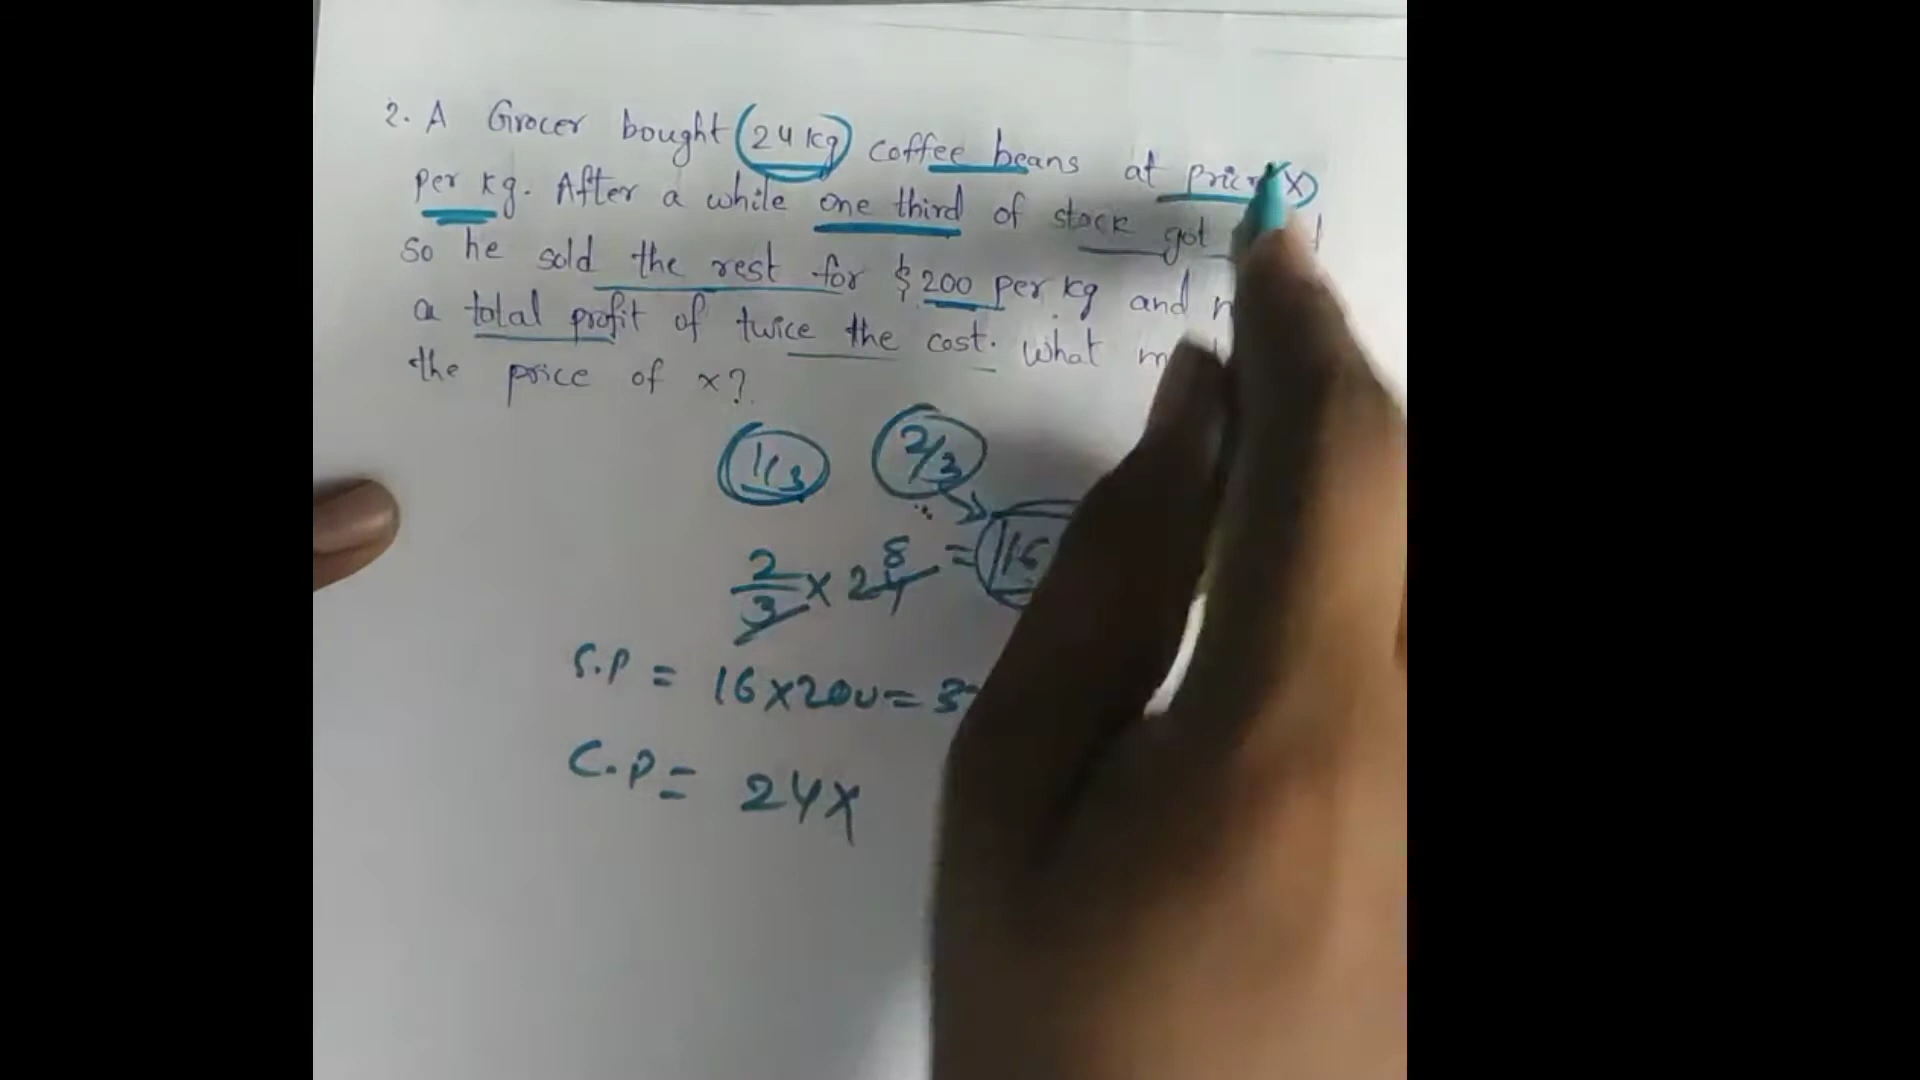 2. A Grocer bought 24 kg coffee beans at price x
per kg. After a while one third of stock got
so he sold the rest for $200 per kg and
a total profit of twice the cost. what
the price of x?
1/3 2/3
2/3 x 24 8 = 16
S.P = 16x200=
C.P = 24x